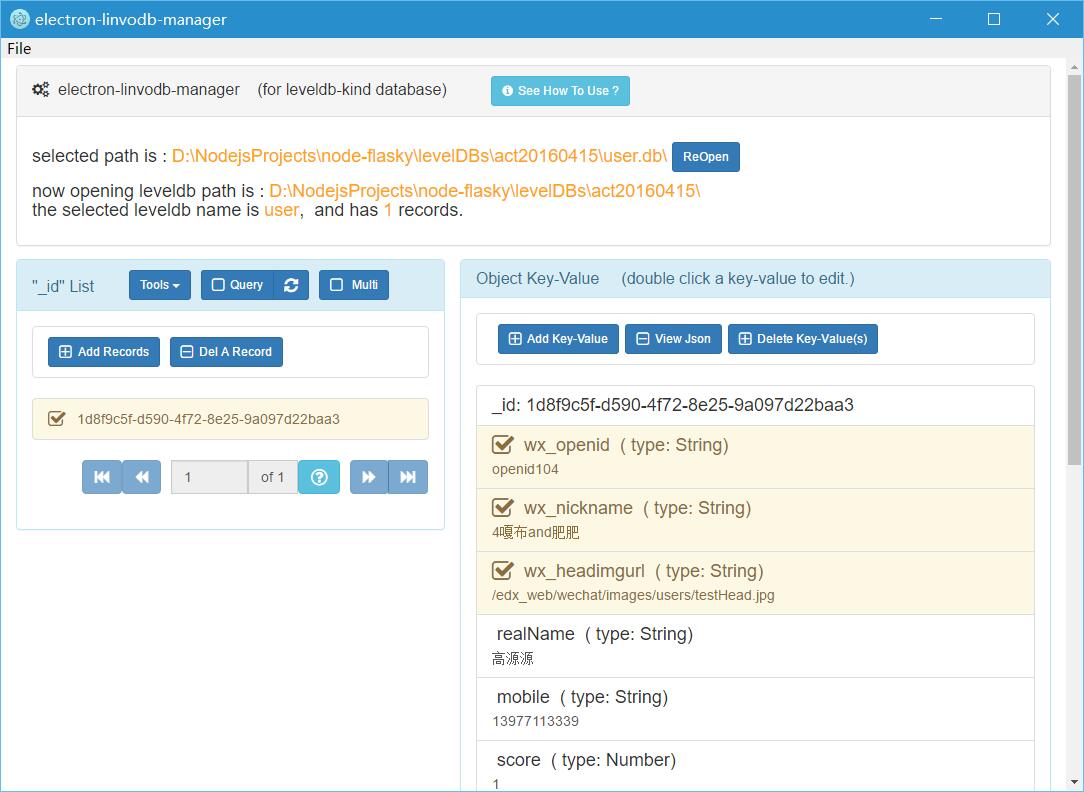 electron-linvodb-manager
File
electron-linvodb-manager (for leveldb-kind database) See How To Use ?
selected path is : D:\NodejsProjects\node-flasky\levelDBs\act20160415\user.db\ ReOpen
now opening leveldb path is : D:\NodejsProjects\node-flasky\levelDBs\act20160415\
the selected leveldb name is user, and has 1 records.
"_id" List Tools Query Multi
Add Records Del A Record
1d8f9c5f-d590-4f72-8e25-9a097d22baa3
1 of 1
Object Key-Value (double click a key-value to edit.)
Add Key-Value View Json Delete Key-Value(s)
_id: 1d8f9c5f-d590-4f72-8e25-9a097d22baa3
wx_openid ( type: String)
openid104
wx_nickname ( type: String)
4嘎布and肥肥
wx_headimgurl ( type: String)
/edx_web/wechat/images/users/testHead.jpg
realName ( type: String)
高源源
mobile ( type: String)
13977113339
score ( type: Number)
1